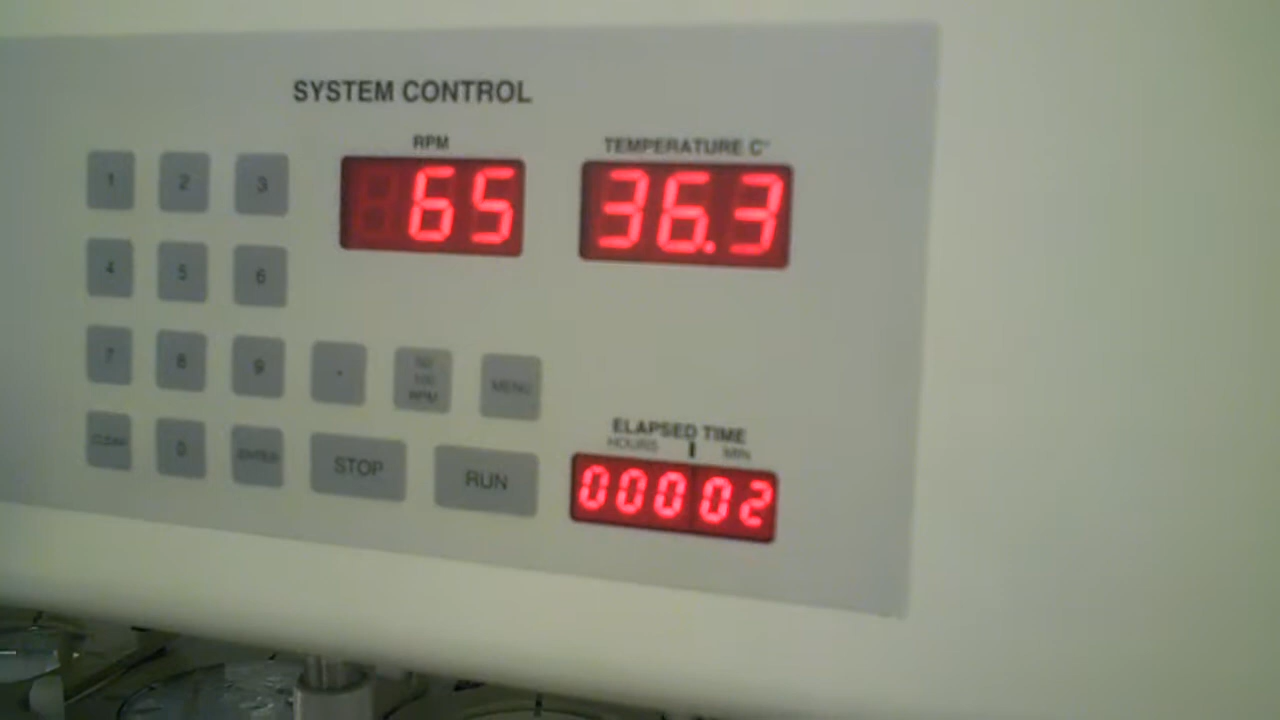 SYSTEM CONTROL
RPM
TEMPERATURE C°
65
36.3
1 2 3
4 5 6
7 8 9 . 50 100 RPM MENU
CLEAR 0 ENTER STOP RUN
ELAPSED TIME
HOURS MIN
00002